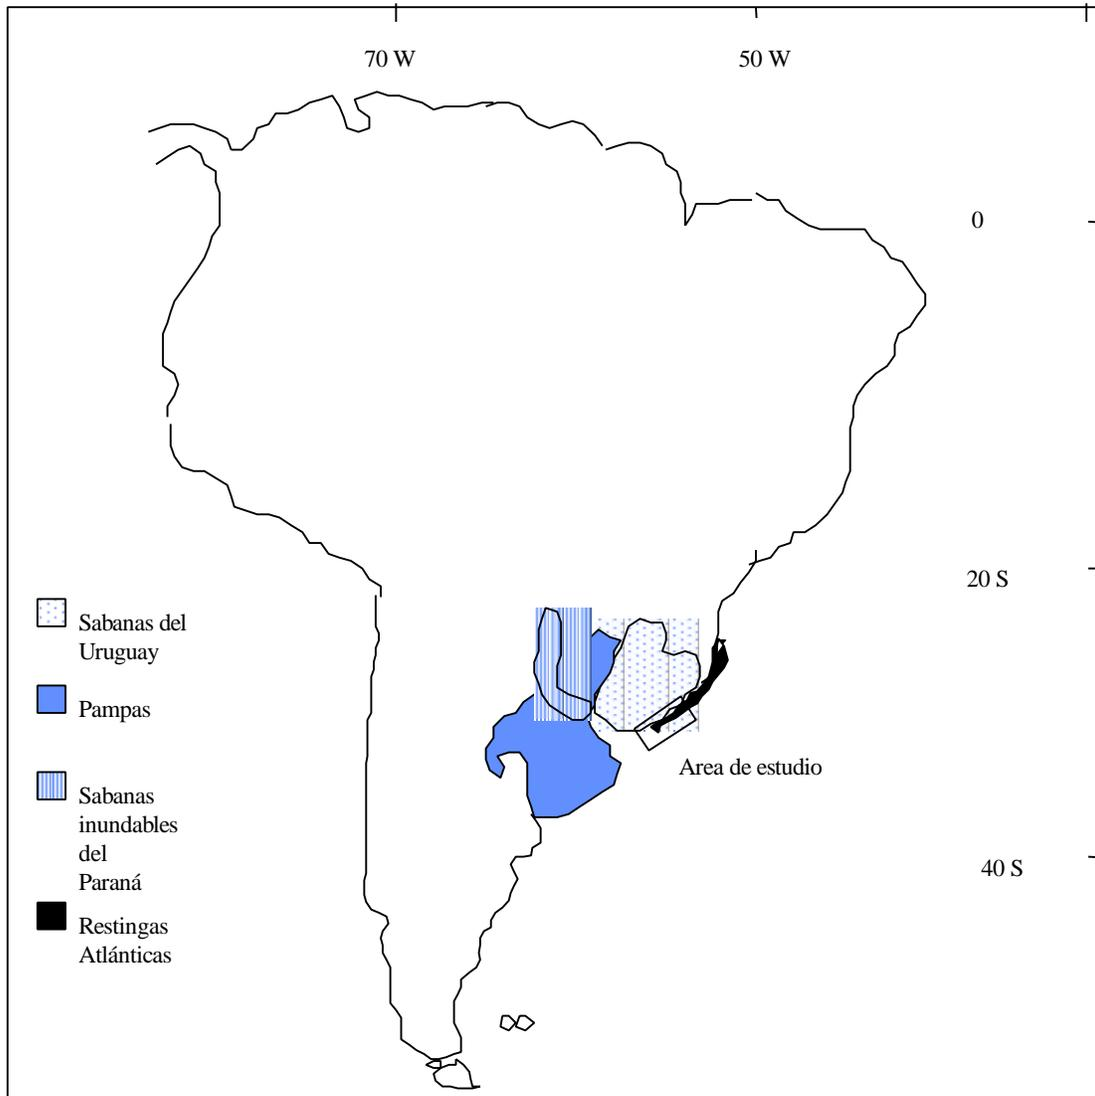 70 W
50 W
0
20 S
Sabanas del
Uruguay
Pampas
Area de estudio
Sabanas
inundables
del
Paraná
40 S
Restingas
Atlánticas